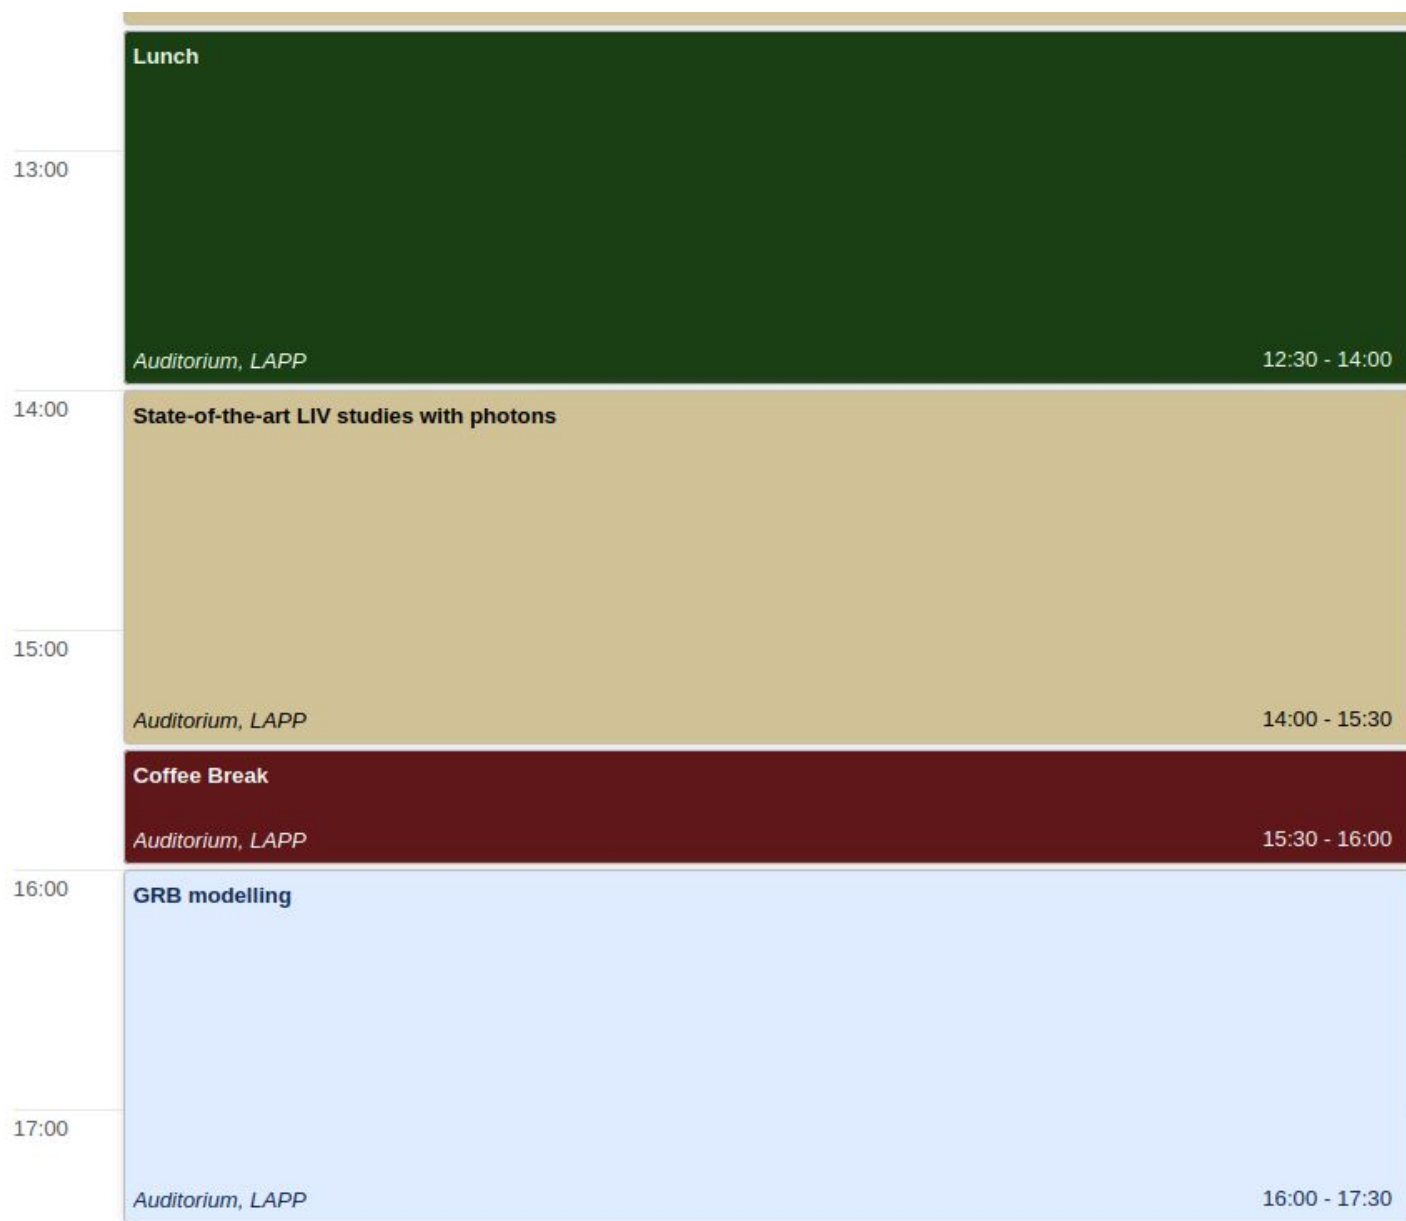 Lunch
13:00
Auditorium, LAPP 12:30 - 14:00
14:00
State-of-the-art LIV studies with photons
15:00
Auditorium, LAPP 14:00 - 15:30
Coffee Break
Auditorium, LAPP 15:30 - 16:00
16:00
GRB modelling
17:00
Auditorium, LAPP 16:00 - 17:30